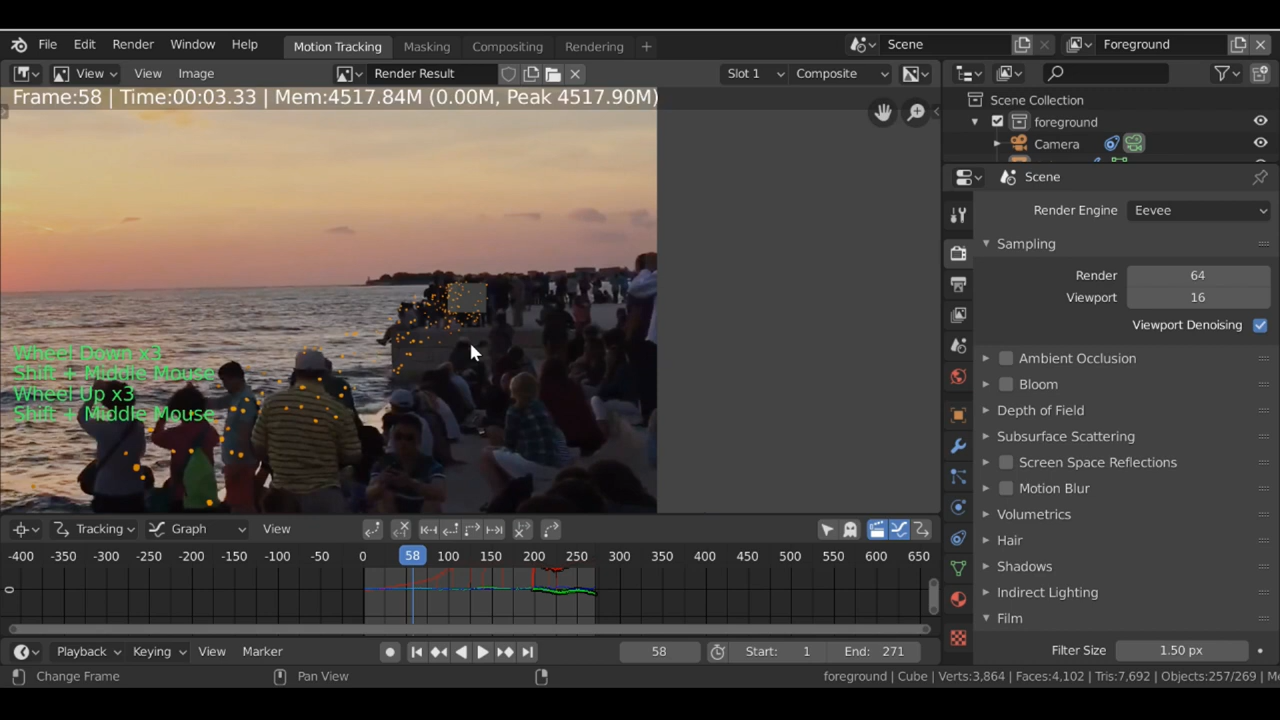 File Edit Render Window Help Motion Tracking Masking Compositing Rendering + Scene Foreground
View View Image Render Result Slot 1 Composite
Frame:58 | Time:00:03.33 | Mem:4517.84M (0.00M, Peak 4517.90M)
Scene Collection
foreground
Camera
Scene
Render Engine Eevee
Sampling
Render 64
Viewport 16
Viewport Denoising
Ambient Occlusion
Bloom
Depth of Field
Subsurface Scattering
Screen Space Reflections
Motion Blur
Volumetrics
Hair
Shadows
Indirect Lighting
Film
Filter Size 1.50 px
Wheel Down x3
Shift + Middle Mouse
Wheel Up x3
Shift + Middle Mouse
Tracking Graph View
-400 -350 -300 -250 -200 -150 -100 -50 0 58 100 150 200 250 300 350 400 450 500 550 600 650
0
Playback Keying View Marker 58 Start: 1 End: 271
Change Frame Pan View foreground | Cube | Verts:3,864 | Faces:4,102 | Tris:7,692 | Objects:257/269 |